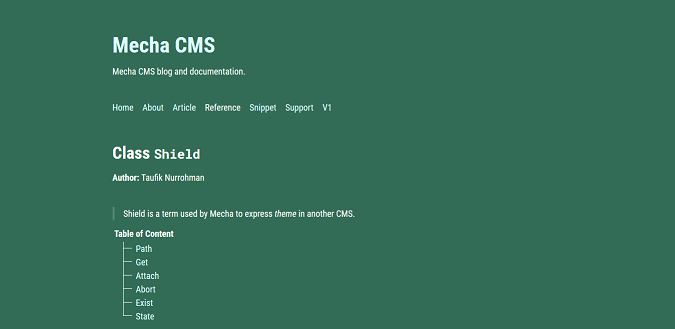 Mecha CMS
Mecha CMS blog and documentation.
Home About Article Reference Snippet Support V1
Class Shield
Author: Taufik Nurrohman
Shield is a term used by Mecha to express theme in another CMS.
Table of Content
Path
Get
Attach
Abort
Exist
State